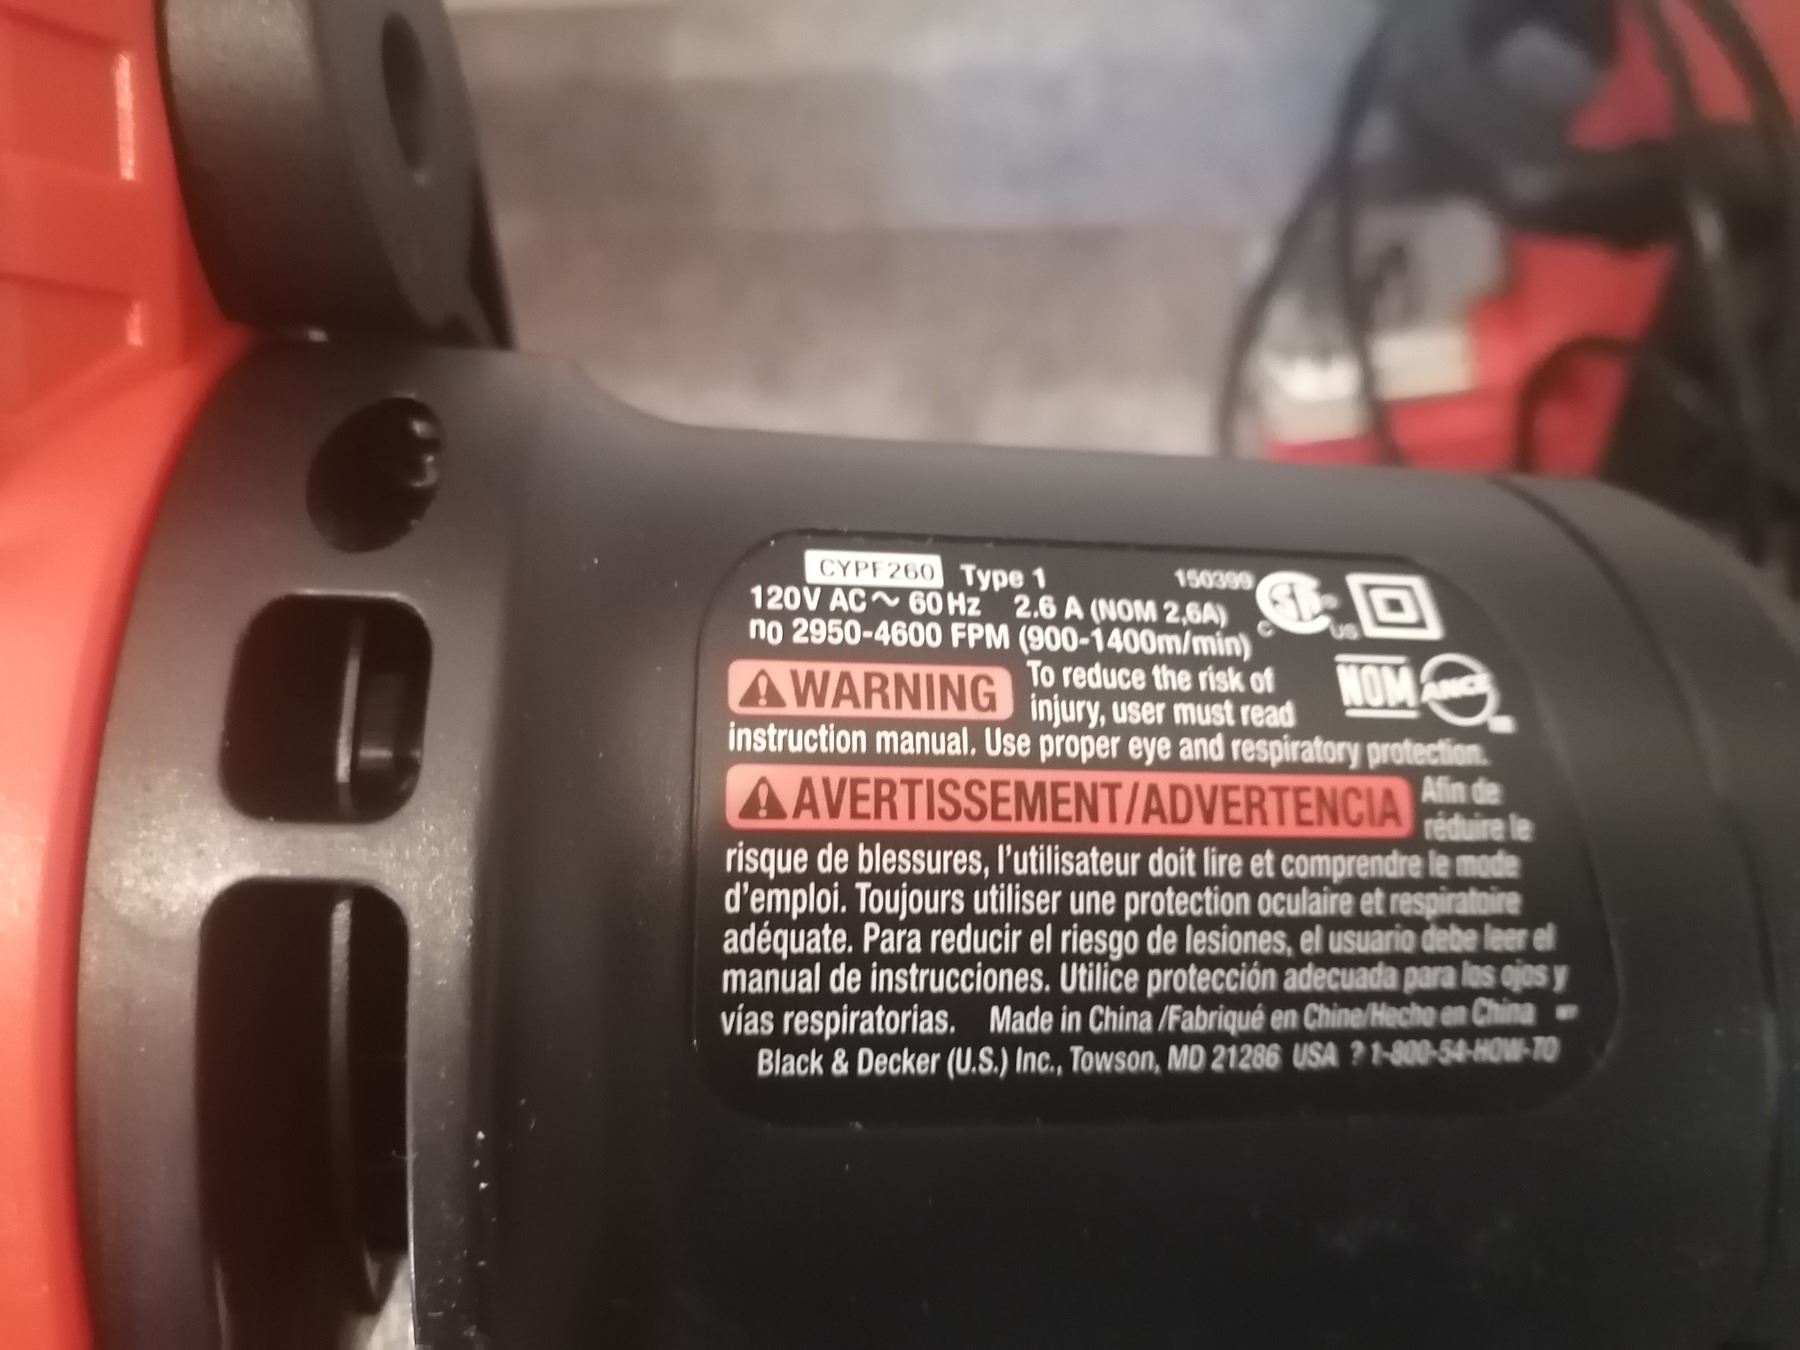 CYPF260 Type 1 150399
120V AC ~ 60 Hz 2.6 A (NOM 2,6A)
no 2950-4600 FPM (900-1400m/min)
SA
C US
NOM ANCE
WARNING To reduce the risk of
injury, user must read
instruction manual. Use proper eye and respiratory protection.
AVERTISSEMENT/ADVERTENCIA Afin de
réduire le
risque de blessures, l'utilisateur doit lire et comprendre le mode
d'emploi. Toujours utiliser une protection oculaire et respiratoire
adéquate. Para reducir el riesgo de lesiones, el usuario debe leer el
manual de instrucciones. Utilice protección adecuada para los ojos y
vías respiratorias. Made in China /Fabriqué en Chine/Hecho en China
Black & Decker (U.S.) Inc., Towson, MD 21286 USA ? 1-800-54-HOW-TO